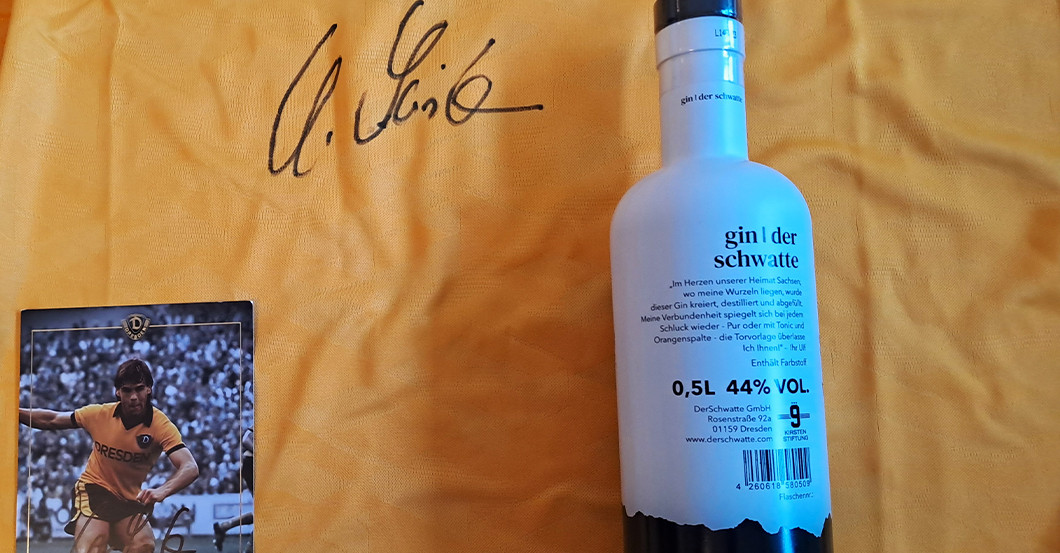 gin | der schwatte
gin | der
schwatte
„Im Herzen unserer Heimat Sachsen,
wo meine Wurzeln liegen, wurde
dieser Gin kreiert, destilliert und abgefüllt.
Meine Verbundenheit spiegelt sich bei jedem
Schluck wieder - Pur oder mit Tonic und
Orangenspalte - die Torvorlage überlasse
Ich Ihnen!" - Ihr Ulf
Enthält Farbstoff
0,5L 44% VOL.
DerSchwatte GmbH
Rosenstraße 92a
01159 Dresden
www.derschwatte.com
9
KIRSTEN
STIFTUNG
4 260618 580509
Flaschennr.:
D
DRESDEN